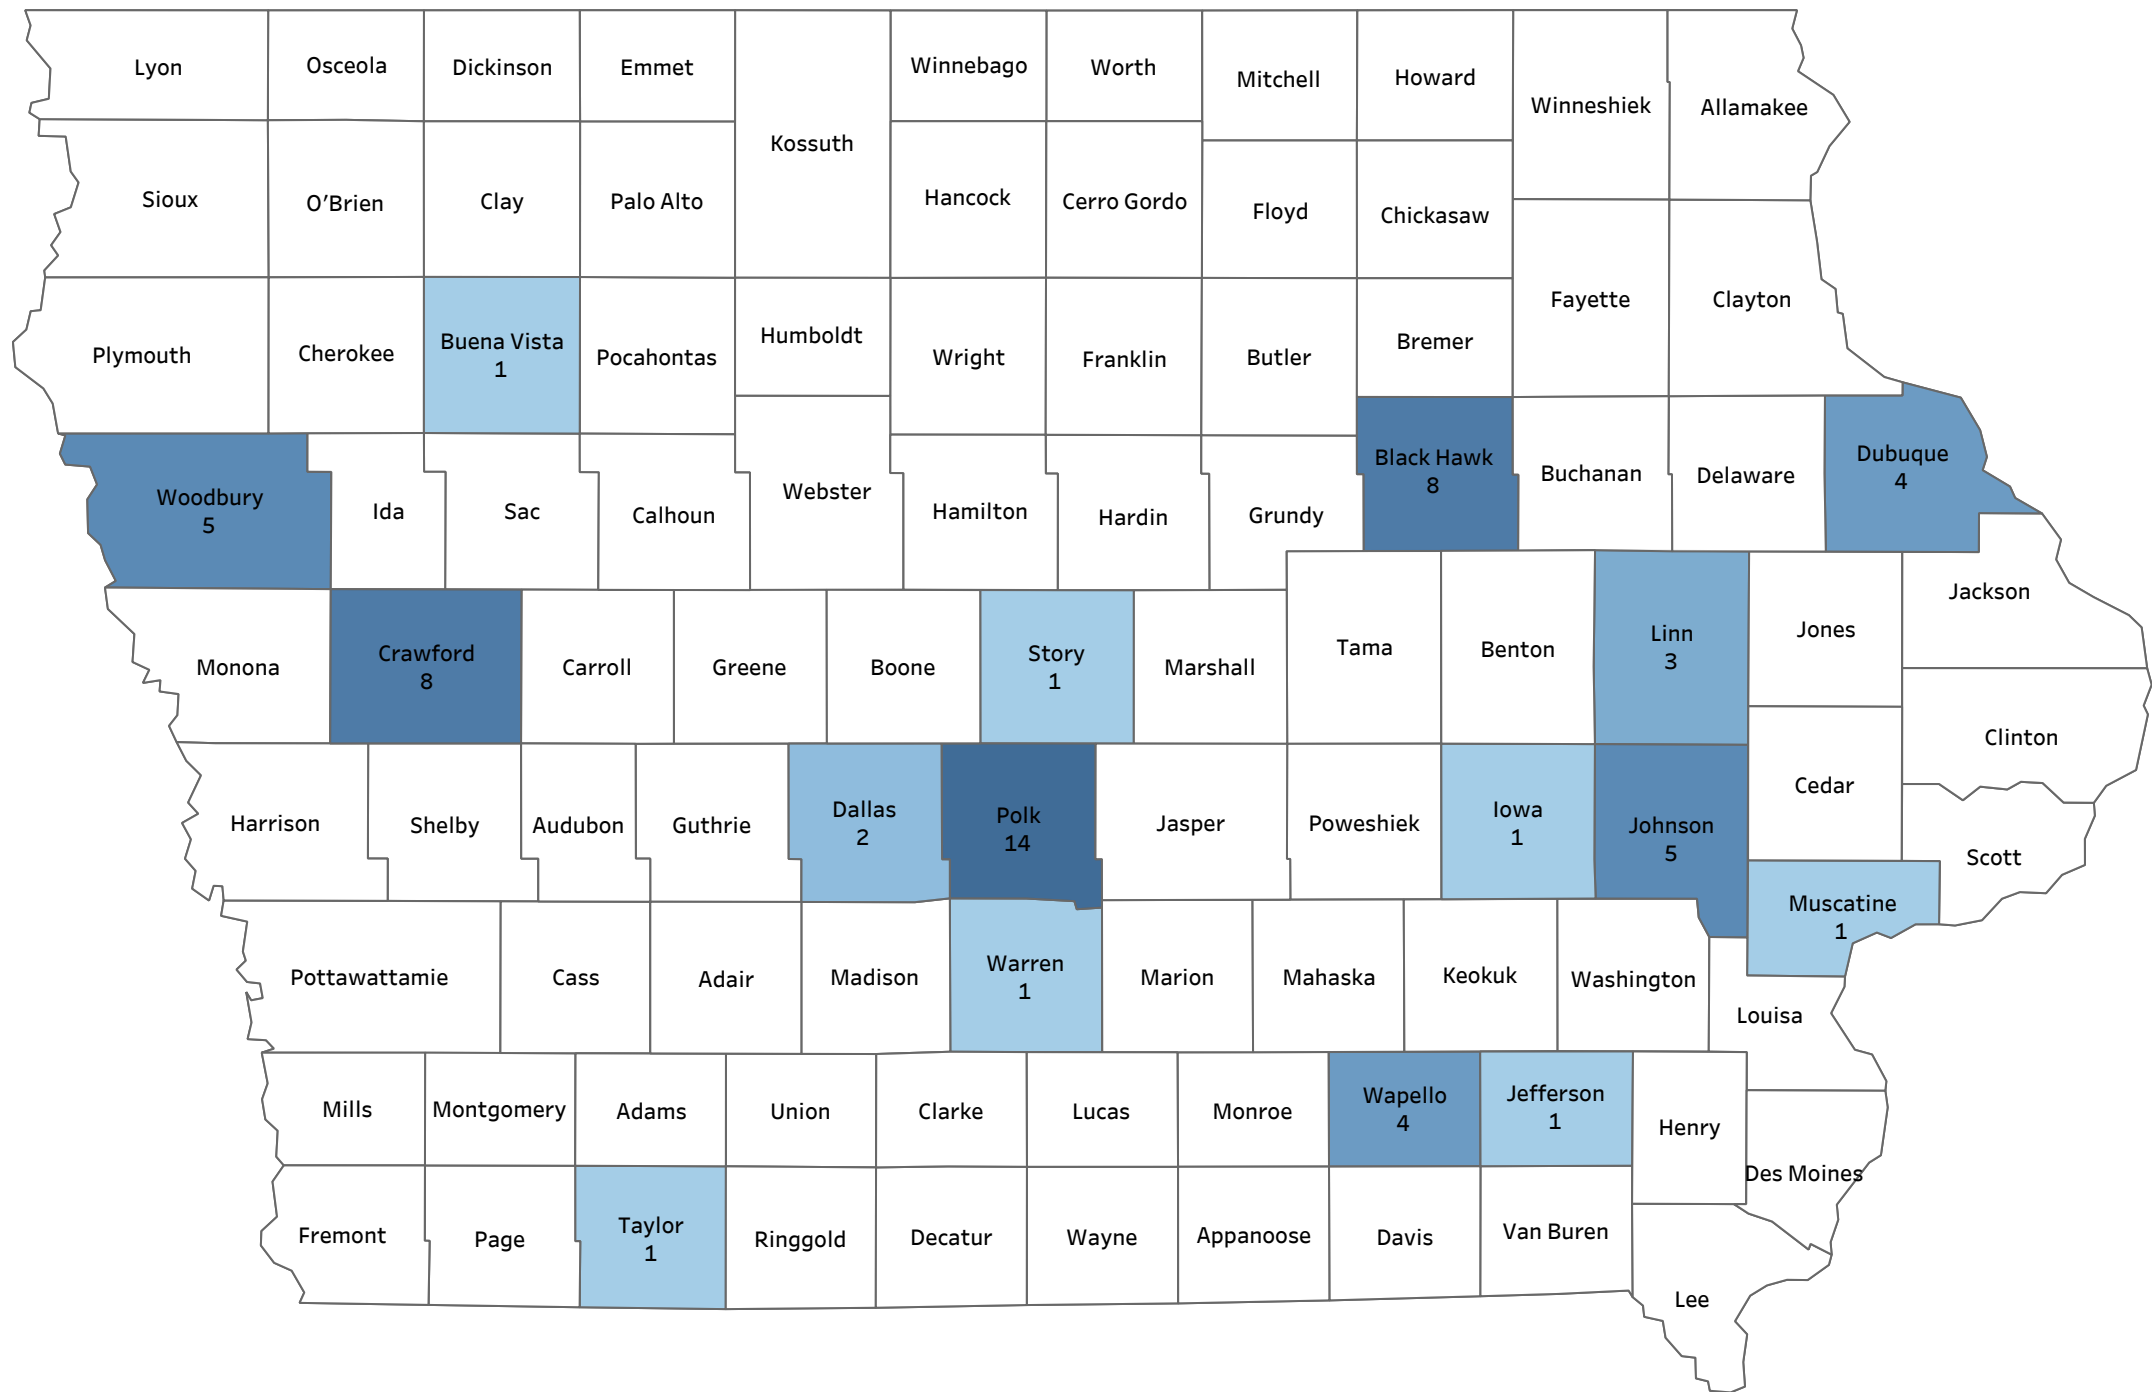 Lyon
Osceola
Dickinson
Emmet
Kossuth
Winnebago
Worth
Mitchell
Howard
Winneshiek
Allamakee
Sioux
O’Brien
Clay
Palo Alto
Hancock
Cerro Gordo
Floyd
Chickasaw
Fayette
Clayton
Plymouth
Cherokee
Buena Vista
1
Pocahontas
Humboldt
Wright
Franklin
Butler
Bremer
Woodbury
5
Ida
Sac
Calhoun
Webster
Hamilton
Hardin
Grundy
Black Hawk
8
Buchanan
Delaware
Dubuque
4
Monona
Crawford
8
Carroll
Greene
Boone
Story
1
Marshall
Tama
Benton
Linn
3
Jones
Jackson
Clinton
Harrison
Shelby
Audubon
Guthrie
Dallas
2
Polk
14
Jasper
Poweshiek
Iowa
1
Johnson
5
Cedar
Scott
Muscatine
1
Pottawattamie
Cass
Adair
Madison
Warren
1
Marion
Mahaska
Keokuk
Washington
Louisa
Mills
Montgomery
Adams
Union
Clarke
Lucas
Monroe
Wapello
4
Jefferson
1
Henry
Des Moines
Fremont
Page
Taylor
1
Ringgold
Decatur
Wayne
Appanoose
Davis
Van Buren
Lee